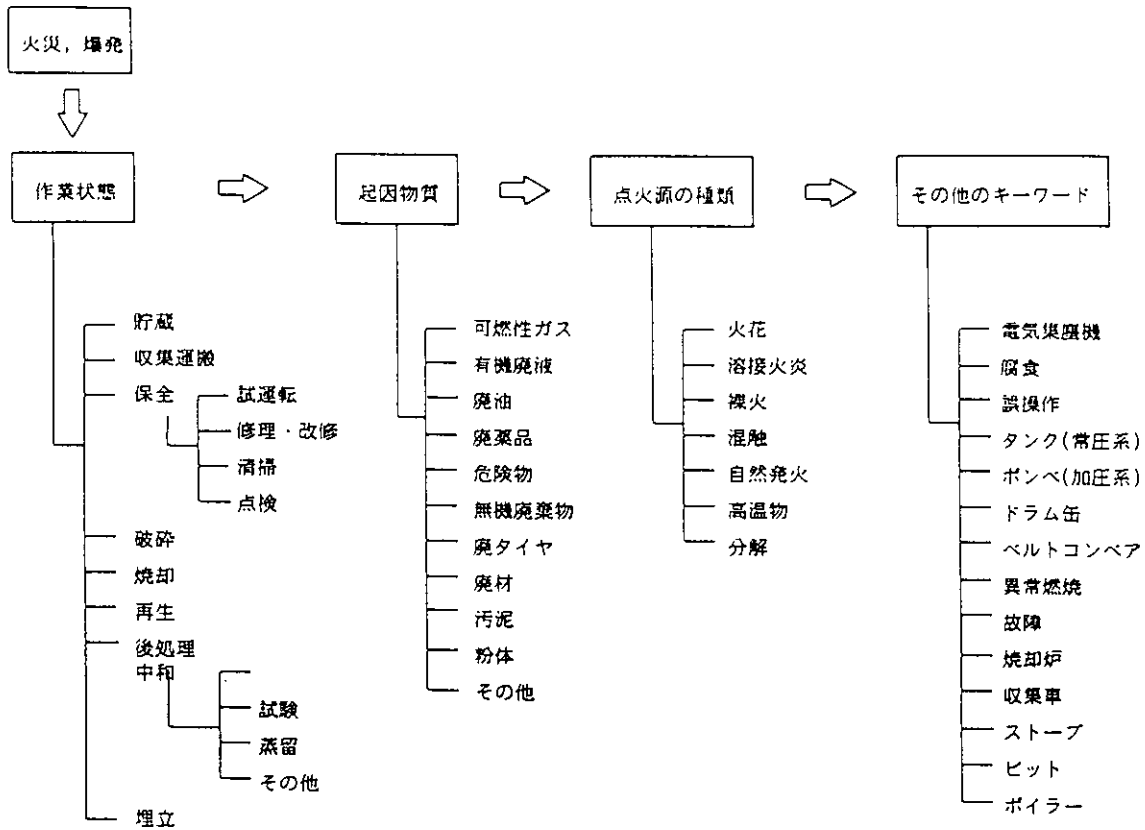 火災，爆発
作業状態
起因物質
点火源の種類
その他のキーワード
貯蔵
収集運搬
保全
試運転
修理・改修
清掃
点検
破砕
焼却
再生
後処理
中和
試験
蒸留
その他
埋立
可燃性ガス
有機廃液
廃油
廃薬品
危険物
無機廃棄物
廃タイヤ
廃材
汚泥
粉体
その他
火花
溶接火炎
裸火
混触
自然発火
高温物
分解
電気集塵機
腐食
誤操作
タンク(常圧系)
ボンベ(加圧系)
ドラム缶
ベルトコンベア
異常燃焼
故障
焼却炉
収集車
ストーブ
ピット
ボイラー